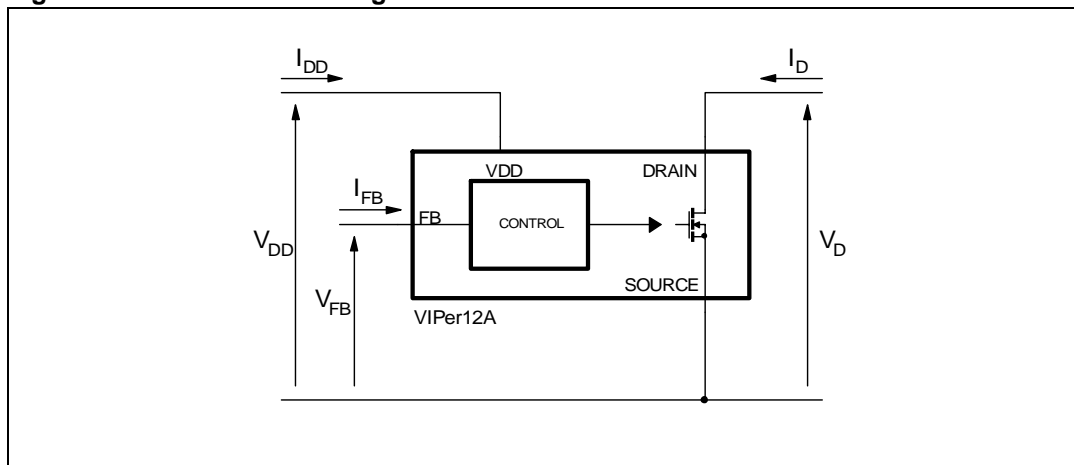 I_DD
I_D
VDD
DRAIN
I_FB
FB
CONTROL
V_DD
V_D
V_FB
SOURCE
VIPer12A